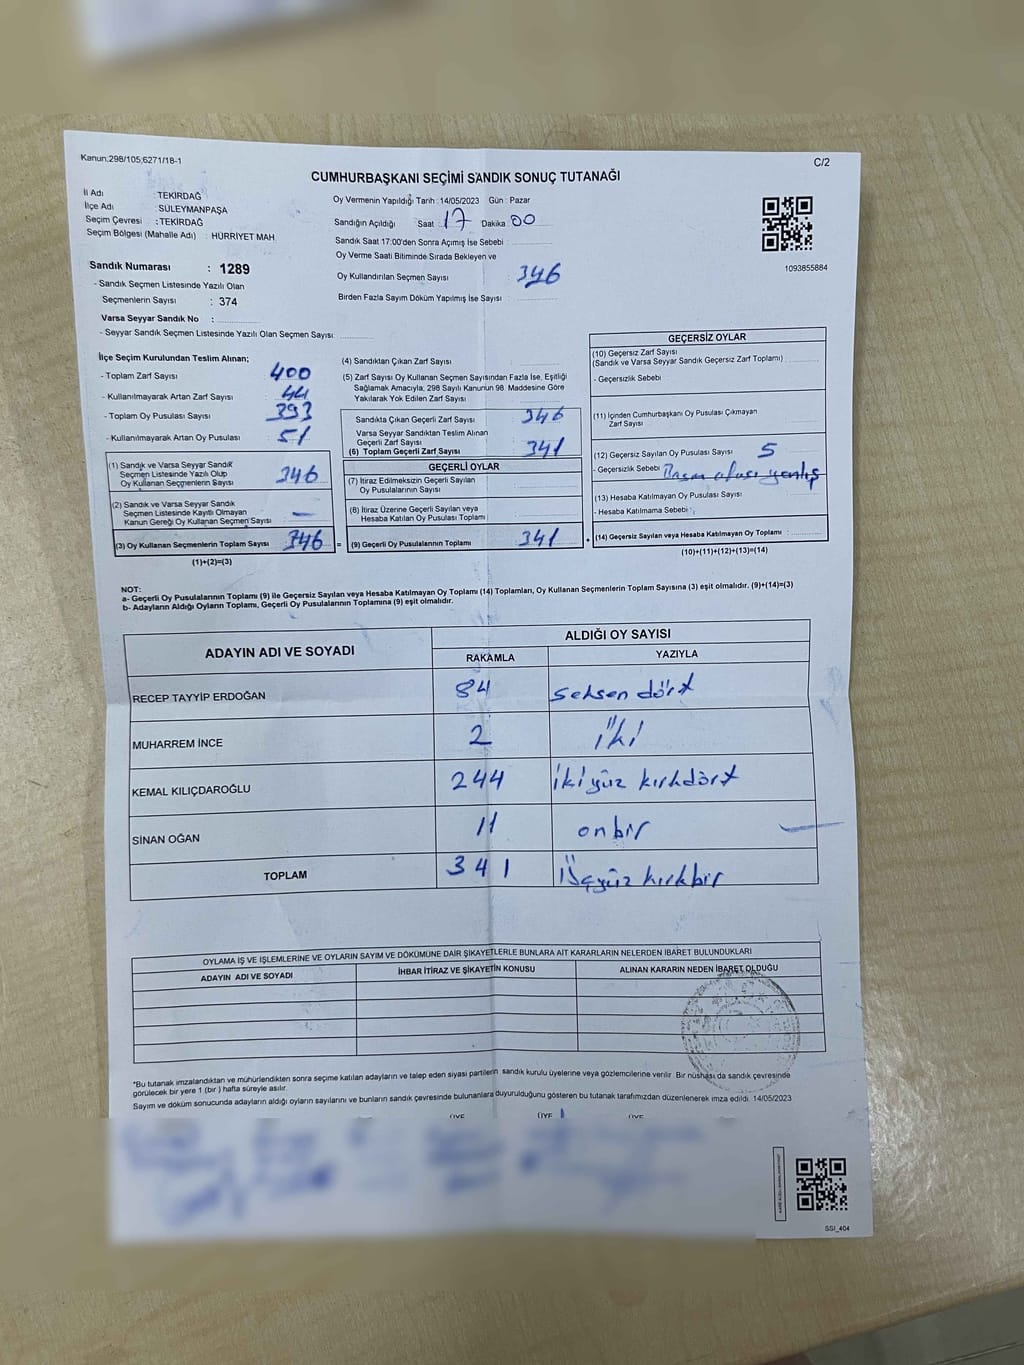 Kanun.298/105;6271/18-1
C/2
CUMHURBAŞKANI SEÇİMİ SANDIK SONUÇ TUTANAĞI
İl Adı : TEKİRDAĞ
İlçe Adı : SÜLEYMANPAŞA
Seçim Çevresi : TEKİRDAĞ
Seçim Bölgesi (Mahalle Adı) : HÜRRİYET MAH
Sandık Numarası : 1289
- Sandık Seçmen Listesinde Yazılı Olan
Seçmenlerin Sayısı : 374
Varsa Seyyar Sandık No :
- Seyyar Sandık Seçmen Listesinde Yazılı Olan Seçmen Sayısı
Oy Vermenin Yapıldığı Tarih : 14/05/2023 Gün : Pazar
Sandığın Açıldığı Saat 17 Dakika 00
Sandık Saat 17:00'den Sonra Açımış İse Sebebi
Oy Verme Saati Bitiminde Sırada Bekleyen ve
Oy Kullandırılan Seçmen Sayısı : 346
Birden Fazla Sayım Döküm Yapılmış İse Sayısı :
1093855884
İlçe Seçim Kurulundan Teslim Alınan;
- Toplam Zarf Sayısı 400
- Kullanılmayarak Artan Zarf Sayısı 44
- Toplam Oy Pusulası Sayısı 393
- Kullanılmayarak Artan Oy Pusulası 51
(1) Sandık ve Varsa Seyyar Sandık
Seçmen Listesinde Yazılı Olup
Oy Kullanan Seçmenlerin Sayısı 346
(2) Sandık ve Varsa Seyyar Sandık
Seçmen Listesinde Kayıtlı Olmayan
Kanun Gereği Oy Kullanan Seçmen Sayısı —
(3) Oy Kullanan Seçmenlerin Toplam Sayısı 346 =
(1)+(2)=(3)
(4) Sandıktan Çıkan Zarf Sayısı
(5) Zarf Sayısı Oy Kullanan Seçmen Sayısından Fazla İse, Eşitliği
Sağlamak Amacıyla, 298 Sayılı Kanunun 98. Maddesine Göre
Yakılarak Yok Edilen Zarf Sayısı
Sandıkta Çıkan Geçerli Zarf Sayısı 346
Varsa Seyyar Sandıktan Teslim Alınan
Geçerli Zarf Sayısı
(6) Toplam Geçerli Zarf Sayısı 341
GEÇERLİ OYLAR
(7) İtiraz Edilmeksizin Geçerli Sayılan
Oy Pusulalarının Sayısı
(8) İtiraz Üzerine Geçerli Sayılan veya
Hesaba Katılan Oy Pusulası Toplamı
(9) Geçerli Oy Pusulalarının Toplamı 341 +
GEÇERSİZ OYLAR
(10) Geçersiz Zarf Sayısı
(Sandık ve Varsa Seyyar Sandık Geçersiz Zarf Toplamı)
- Geçersizlik Sebebi
(11) İçinden Cumhurbaşkanı Oy Pusulası Çıkmayan
Zarf Sayısı
(12) Geçersiz Sayılan Oy Pusulası Sayısı 5
- Geçersizlik Sebebi
(13) Hesaba Katılmayan Oy Pusulası Sayısı
- Hesaba Katılmama Sebebi
(14) Geçersiz Sayılan veya Hesaba Katılmayan Oy Toplamı :
(10)+(11)+(12)+(13)=(14)
NOT:
a- Geçerli Oy Pusulalarının Toplamı (9) ile Geçersiz Sayılan veya Hesaba Katılmayan Oy Toplamı (14) Toplamları, Oy Kullanan Seçmenlerin Toplam Sayısına (3) eşit olmalıdır. (9)+(14)=(3)
b- Adayların Aldığı Oyların Toplamı, Geçerli Oy Pusulalarının Toplamına (9) eşit olmalıdır.
ADAYIN ADI VE SOYADI
ALDIĞI OY SAYISI
RAKAMLA YAZIYLA
RECEP TAYYİP ERDOĞAN 84 seksen dört
MUHARREM İNCE 2 iki
KEMAL KILIÇDAROĞLU 244 ikiyüz kırkdört
SİNAN OĞAN 11 onbir
TOPLAM 341 üçyüz kırkbir
OYLAMA İŞ VE İŞLEMLERİNE VE OYLARIN SAYIM VE DÖKÜMÜNE DAİR ŞİKAYETLERLE BUNLARA AİT KARARLARIN NELERDEN İBARET BULUNDUKLARI
ADAYIN ADI VE SOYADI İHBAR İTİRAZ VE ŞİKAYETİN KONUSU ALINAN KARARIN NEDEN İBARET OLDUĞU
*Bu tutanak imzalandıktan ve mühürlendikten sonra seçime katılan adayların ve talep eden siyasi partilerin sandık kurulu üyelerine veya gözlemcilerine verilir. Bir nüshası da sandık çevresinde
görülecek bir yere 1 (bir ) hafta süreyle asılır.
Sayım ve döküm sonucunda adayların aldığı oyların sayılarını ve bunların sandık çevresinde bulunanlara duyurulduğunu gösteren bu tutanak tarafımızdan düzenlenerek imza edildi. 14/05/2023
ÜYE ÜYE ÜYE
SSI_404